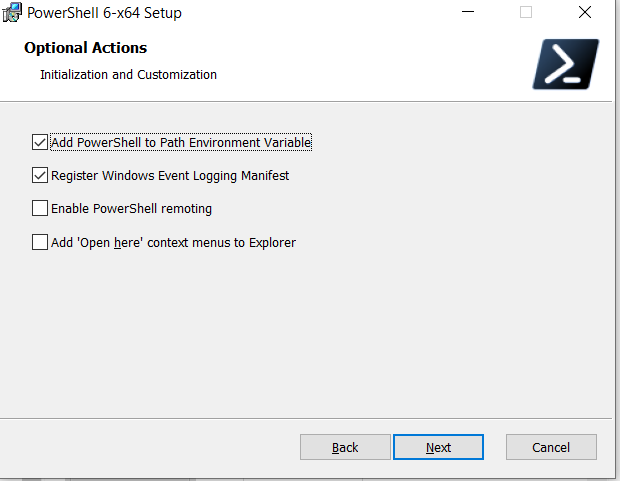 PowerShell 6-x64 Setup
Optional Actions
Initialization and Customization
Add PowerShell to Path Environment Variable
Register Windows Event Logging Manifest
Enable PowerShell remoting
Add 'Open here' context menus to Explorer
Back Next Cancel